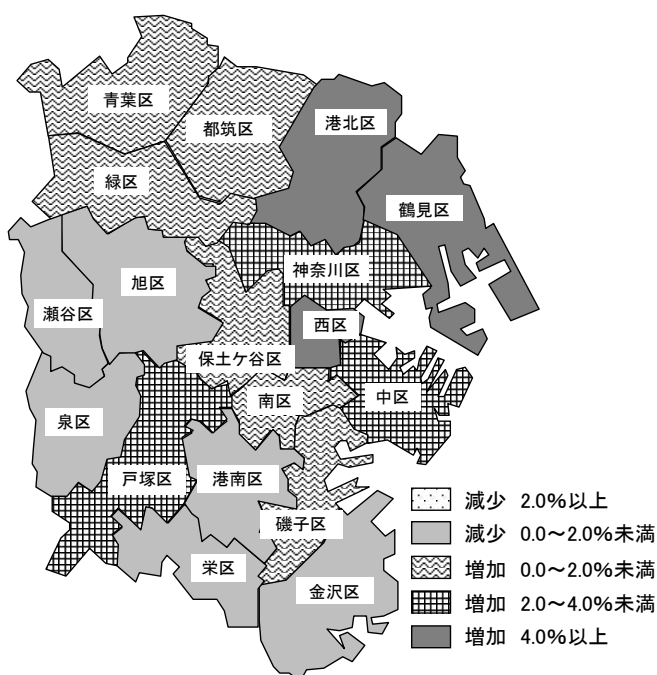 青葉区
都筑区
港北区
緑区
鶴見区
神奈川区
旭区
瀬谷区
西区
保土ケ谷区
南区
中区
泉区
戸塚区
港南区
磯子区
栄区
金沢区
減少 2.0%以上
減少 0.0～2.0%未満
増加 0.0～2.0%未満
増加 2.0～4.0%未満
増加 4.0%以上